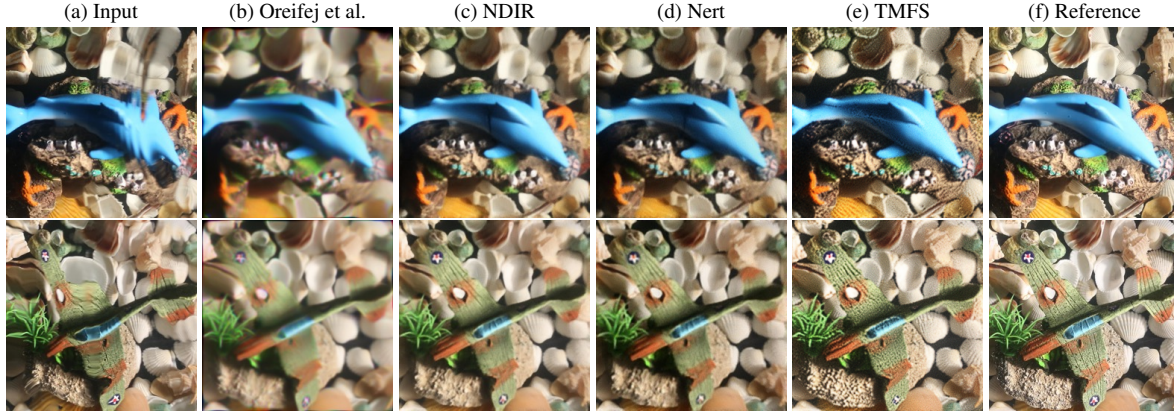 (a) Input
(b) Oreifej et al.
(c) NDIR
(d) Nert
(e) TMFS
(f) Reference